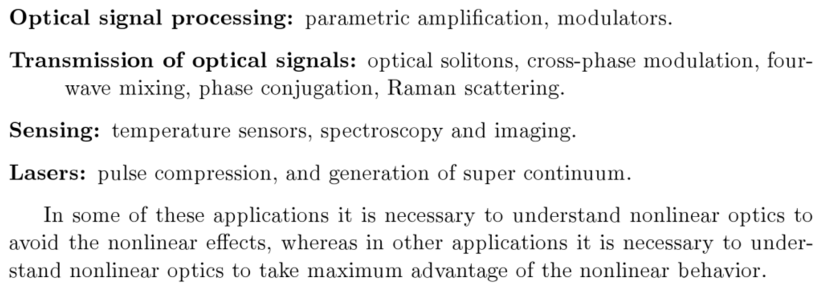 Optical signal processing: parametric amplification, modulators.
Transmission of optical signals: optical solitons, cross-phase modulation, four-
wave mixing, phase conjugation, Raman scattering.
Sensing: temperature sensors, spectroscopy and imaging.
Lasers: pulse compression, and generation of super continuum.
In some of these applications it is necessary to understand nonlinear optics to
avoid the nonlinear effects, whereas in other applications it is necessary to under-
stand nonlinear optics to take maximum advantage of the nonlinear behavior.